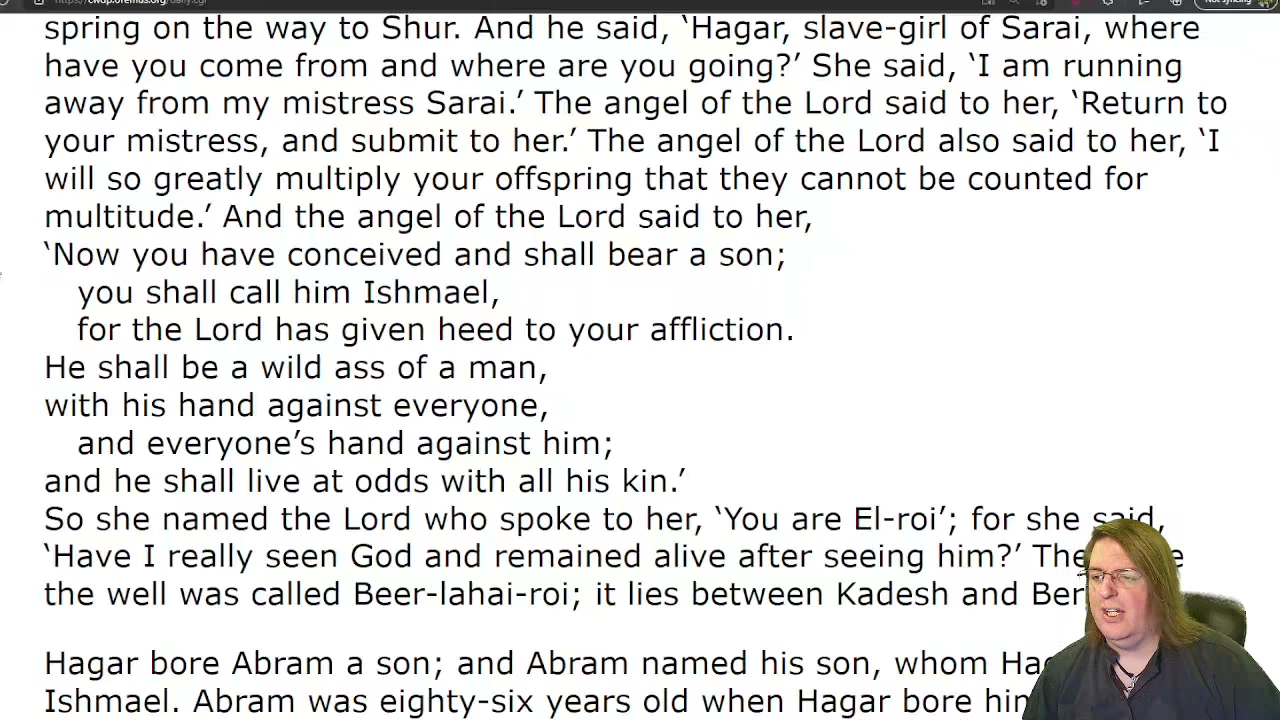 https://cwdp.oremus.org/daily.cgi
Not syncing
spring on the way to Shur. And he said, ‘Hagar, slave-girl of Sarai, where
have you come from and where are you going?’ She said, ‘I am running
away from my mistress Sarai.’ The angel of the Lord said to her, ‘Return to
your mistress, and submit to her.’ The angel of the Lord also said to her, ‘I
will so greatly multiply your offspring that they cannot be counted for
multitude.’ And the angel of the Lord said to her,
‘Now you have conceived and shall bear a son;
you shall call him Ishmael,
for the Lord has given heed to your affliction.
He shall be a wild ass of a man,
with his hand against everyone,
and everyone’s hand against him;
and he shall live at odds with all his kin.’
So she named the Lord who spoke to her, ‘You are El-roi’; for she said,
‘Have I really seen God and remained alive after seeing him?’
the well was called Beer-lahai-roi; it lies between Kadesh and
Hagar bore Abram a son; and Abram named his son, whom
Ishmael. Abram was eighty-six years old when Hagar bore